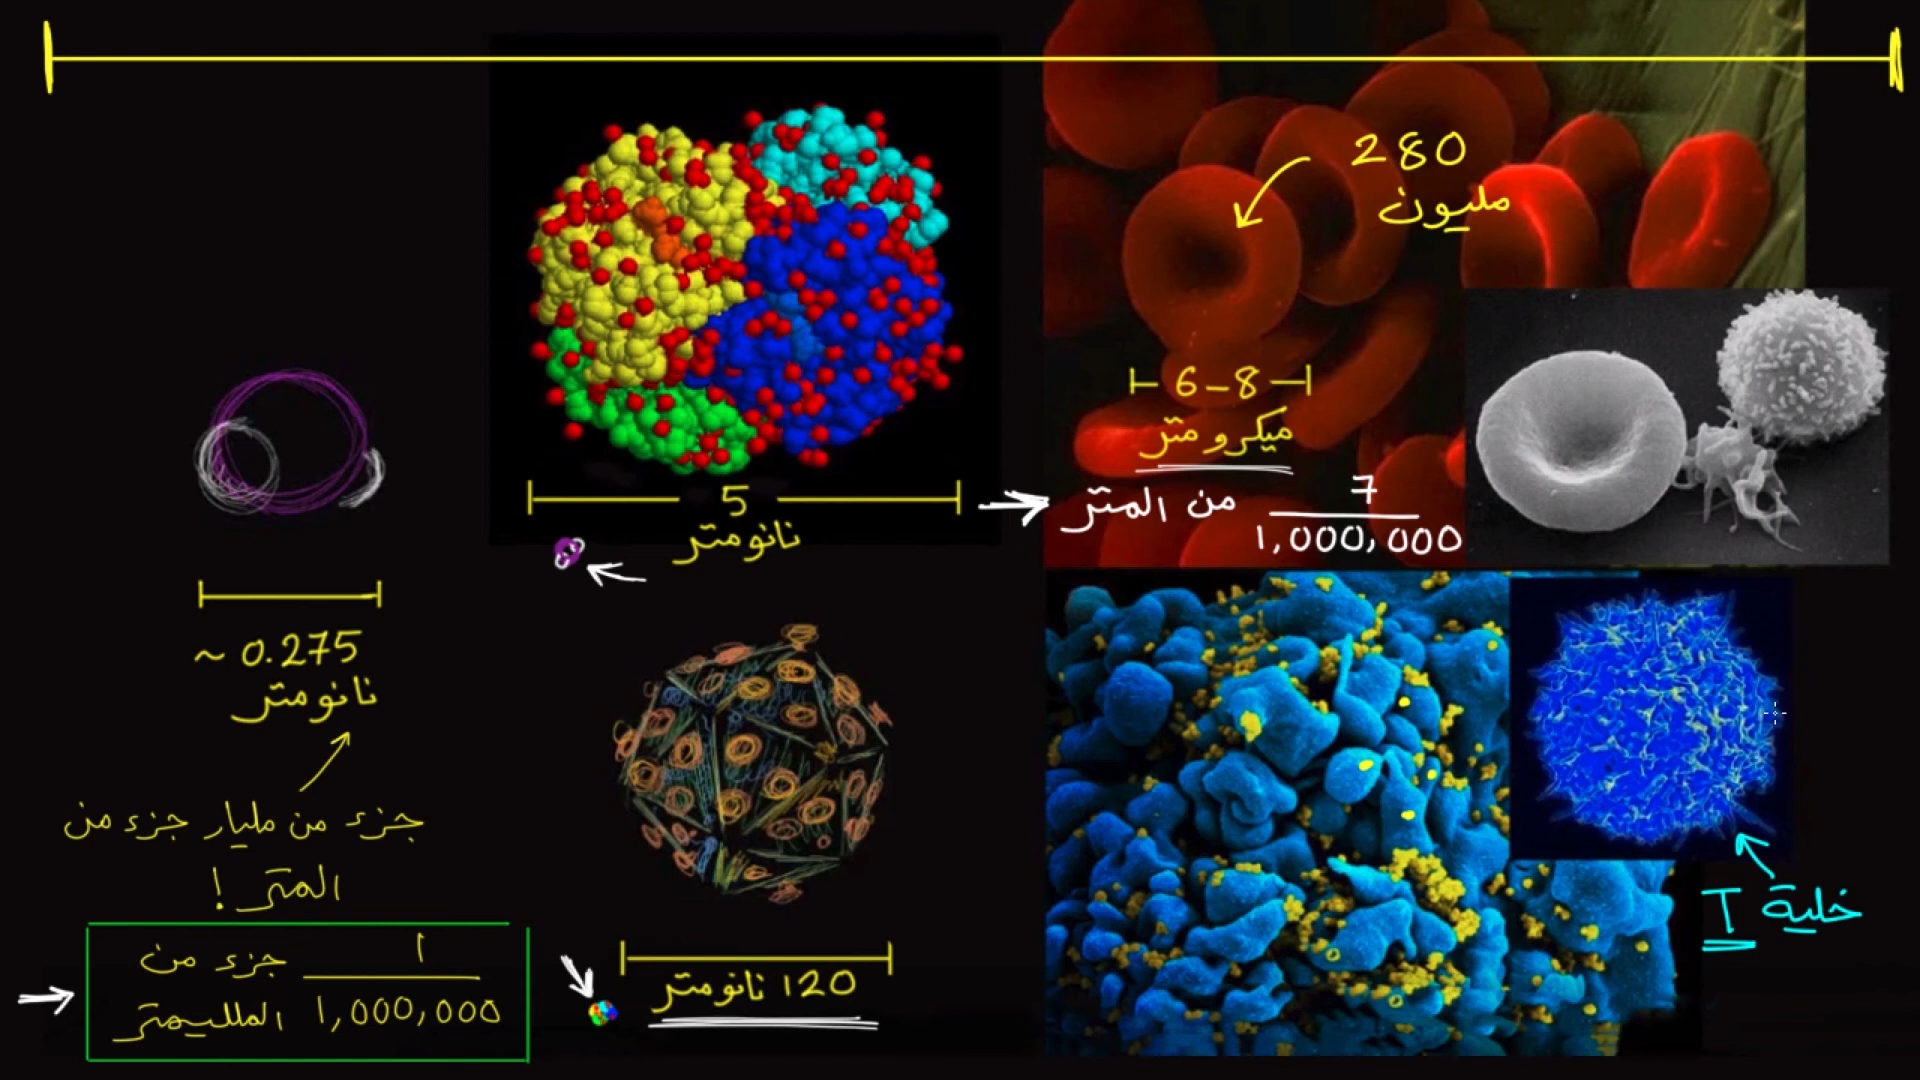 ~ 0.275
نانومتر
جزء من مليار جزء من
المتر !
1
1,000,000
جزء من
المللـيمتر
5
نانومتر
120 نانومتر
280
مليون
6-8
ميكرومتر
7
1,000,000
من المتر
خلية T